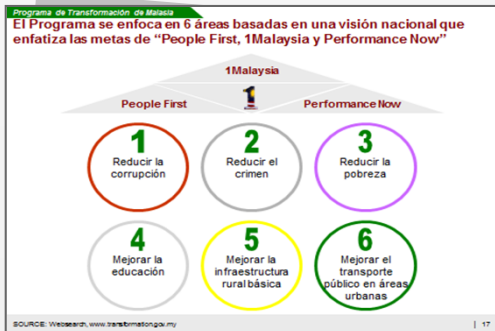 Programa de Transformación de Malasia
El Programa se enfoca en 6 áreas basadas en una visión nacional que
enfatiza las metas de “People First, 1Malaysia y Performance Now”
1Malaysia
1
People First
Performance Now
1
Reducir la
corrupción
2
Reducir el
crimen
3
Reducir la
pobreza
4
Mejorar la
educación
5
Mejorar la
infraestructura
rural básica
6
Mejorar el
transporte
público en áreas
urbanas
SOURCE: Websearch, www.transformation.gov.my
| 17